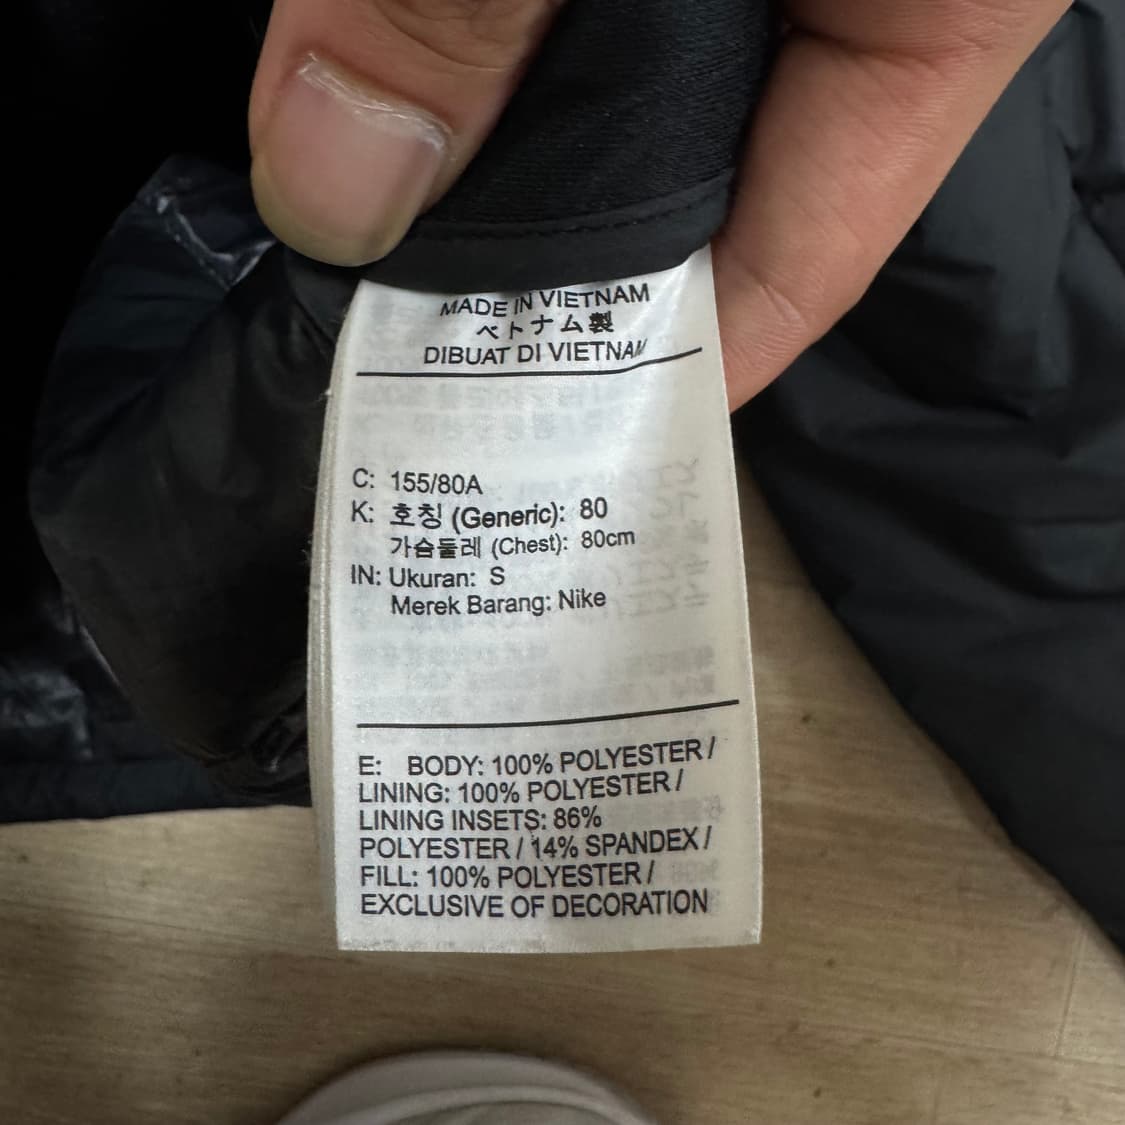 MADE IN VIETNAM
ベトナム製
DIBUAT DI VIETNAM
C: 155/80A
K: 호칭 (Generic): 80
가슴둘레 (Chest): 80cm
IN: Ukuran: S
Merek Barang: Nike
E: BODY: 100% POLYESTER /
LINING: 100% POLYESTER /
LINING INSETS: 86%
POLYESTER / 14% SPANDEX /
FILL: 100% POLYESTER /
EXCLUSIVE OF DECORATION